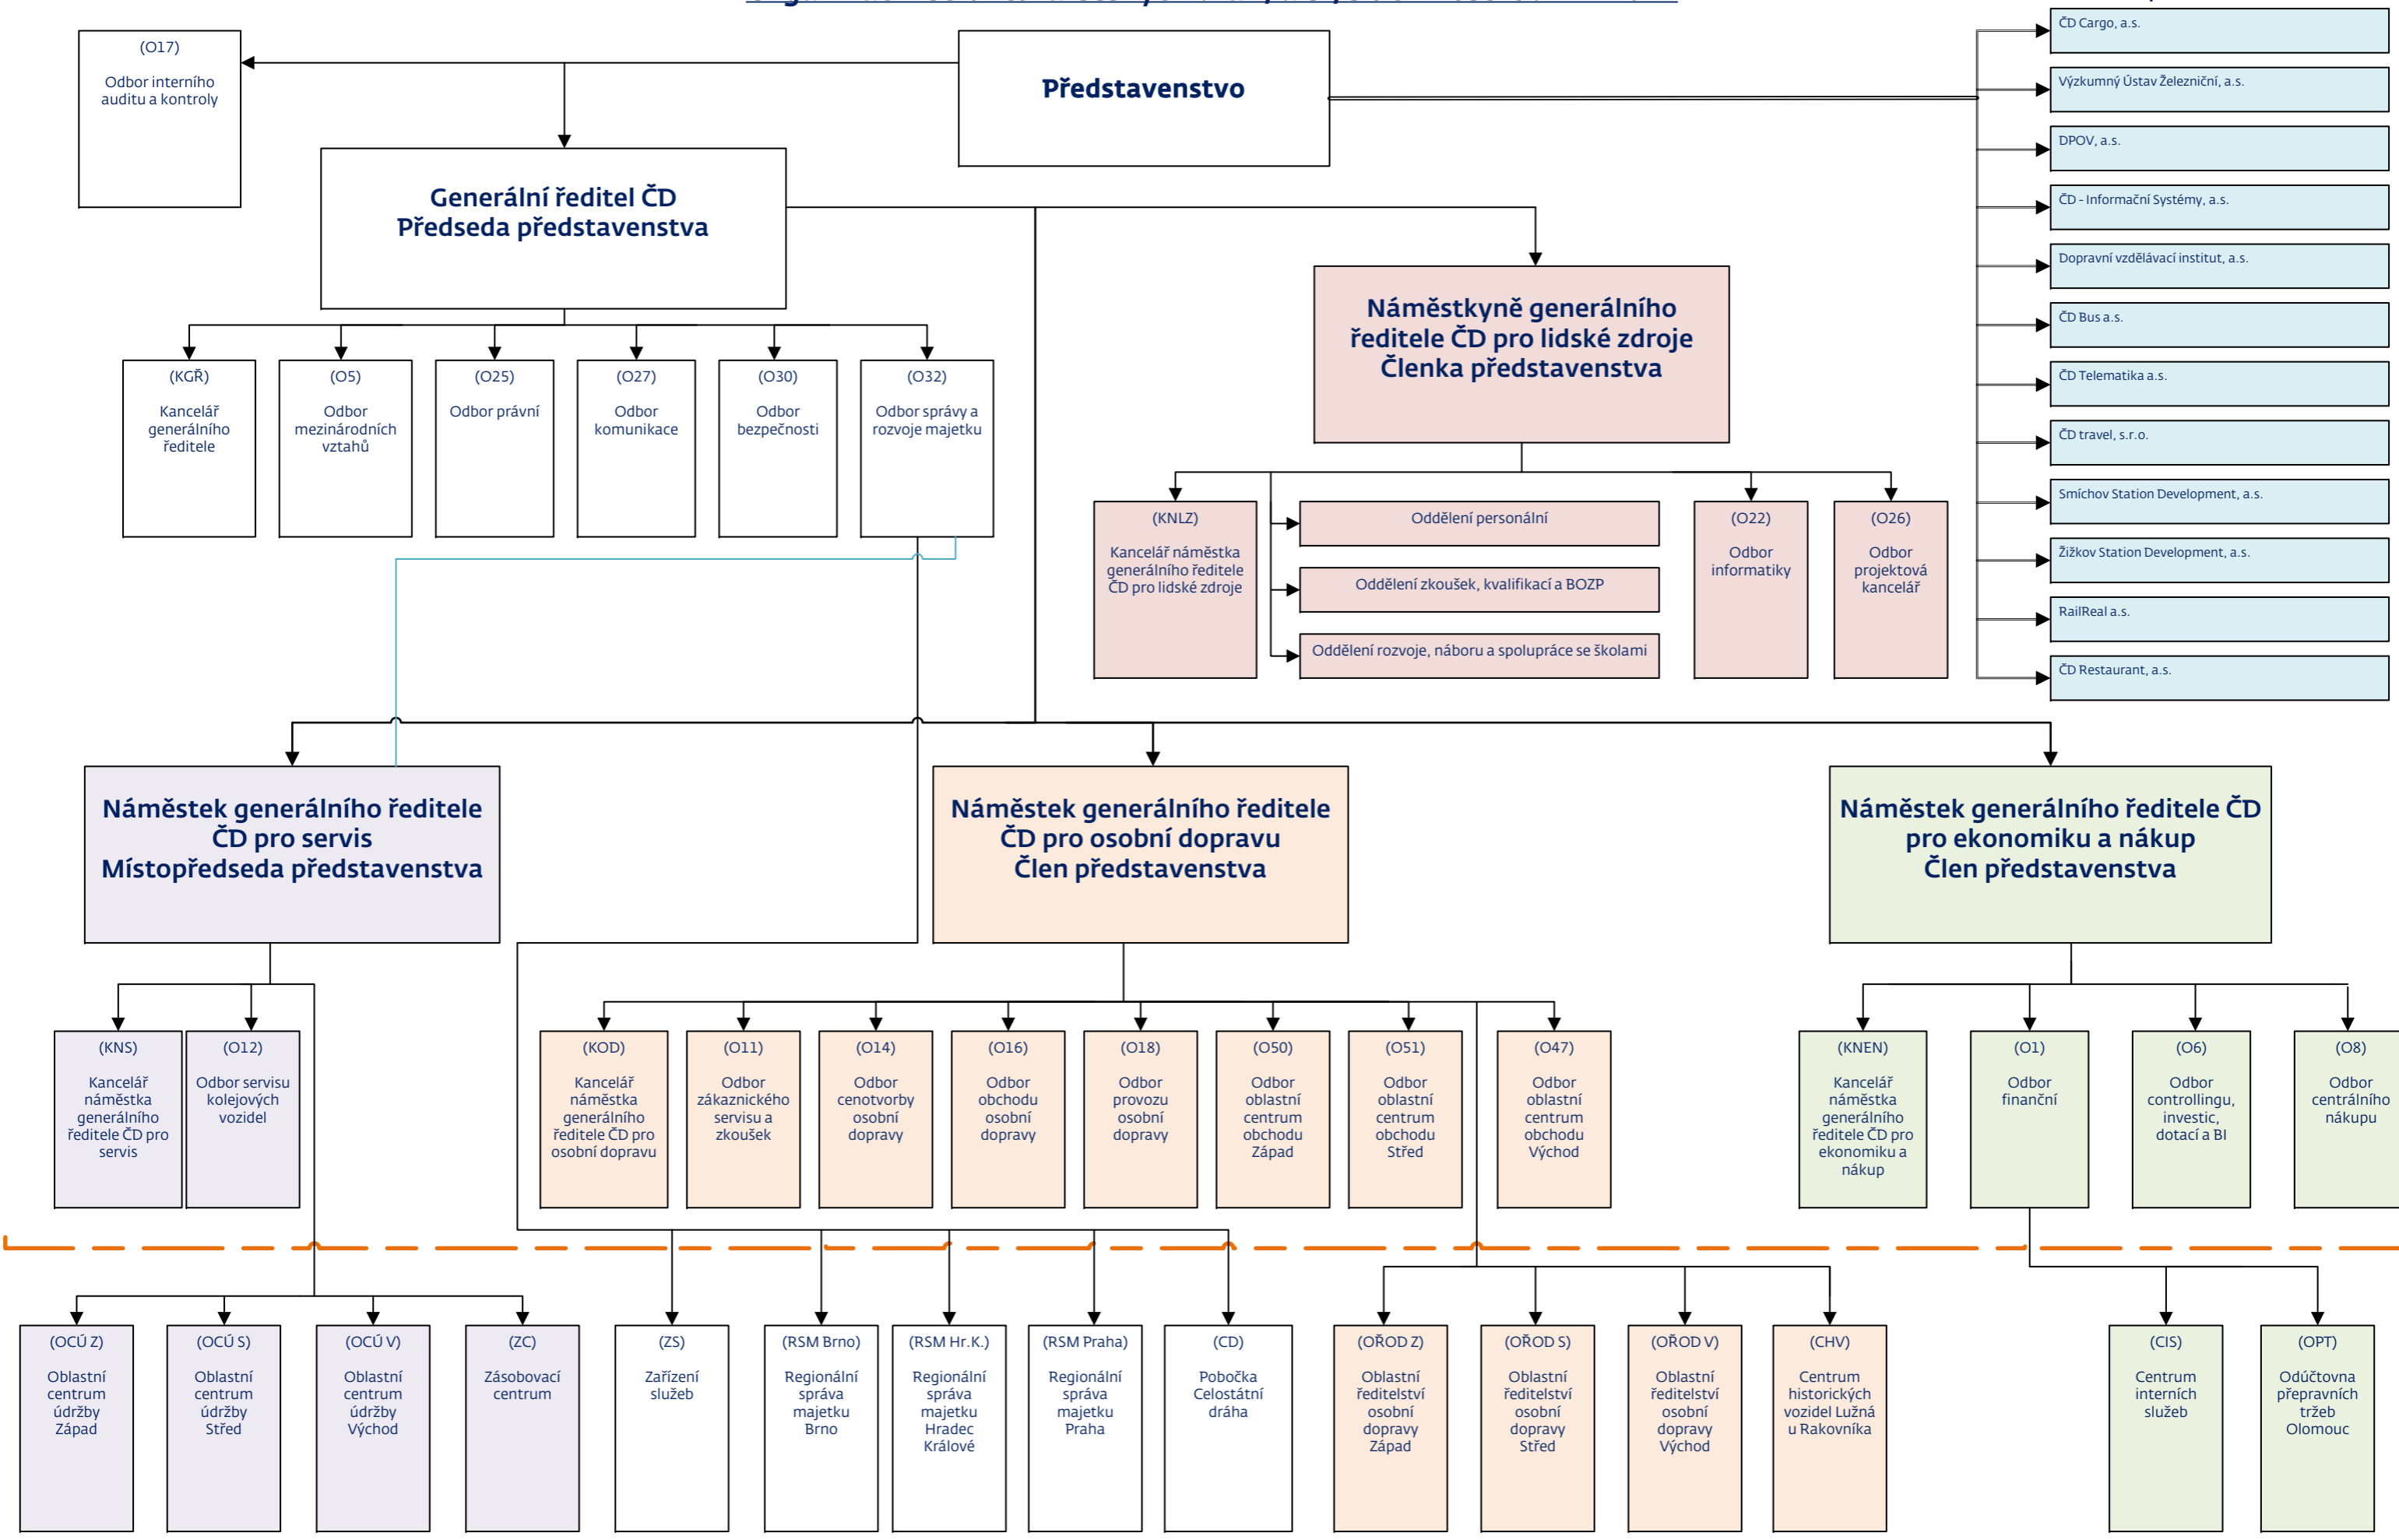 (O17)
Odbor interního
auditu a kontroly
Představenstvo
Generální ředitel ČD
Předseda představenstva
ČD Cargo, a.s.
Výzkumný Ústav Železniční, a.s.
DPOV, a.s.
ČD - Informační Systémy, a.s.
Dopravní vzdělávací institut, a.s.
ČD Bus a.s.
ČD Telematika a.s.
ČD travel, s.r.o.
Smíchov Station Development, a.s.
Žižkov Station Development, a.s.
RailReal a.s.
ČD Restaurant, a.s.
Náměstkyně generálního
ředitele ČD pro lidské zdroje
Členka představenstva
(KGŘ)
Kancelář
generálního
ředitele
(O5)
Odbor
mezinárodních
vztahů
(O25)
Odbor právní
(O27)
Odbor
komunikace
(O30)
Odbor
bezpečnosti
(O32)
Odbor správy a
rozvoje majetku
(KNLZ)
Kancelář náměstka
generálního ředitele
ČD pro lidské zdroje
Oddělení personální
Oddělení zkoušek, kvalifikací a BOZP
Oddělení rozvoje, náboru a spolupráce se školami
(O22)
Odbor
informatiky
(O26)
Odbor
projektová
kancelář
Náměstek generálního ředitele
ČD pro servis
Místopředseda představenstva
Náměstek generálního ředitele
ČD pro osobní dopravu
Člen představenstva
Náměstek generálního ředitele ČD
pro ekonomiku a nákup
Člen představenstva
(KNS)
Kancelář
náměstka
generálního
ředitele ČD pro
servis
(O12)
Odbor servisu
kolejových
vozidel
(KOD)
Kancelář
náměstka
generálního
ředitele ČD pro
osobní dopravu
(O11)
Odbor
zákaznického
servisu a
zkoušek
(O14)
Odbor
cenotvorby
osobní
dopravy
(O16)
Odbor
obchodu
osobní
dopravy
(O18)
Odbor
provozu
osobní
dopravy
(O50)
Odbor
oblastní
centrum
obchodu
Západ
(O51)
Odbor
oblastní
centrum
obchodu
Střed
(O47)
Odbor
oblastní
centrum
obchodu
Východ
(KNEN)
Kancelář
náměstka
generálního
ředitele ČD pro
ekonomiku a
nákup
(O1)
Odbor
finanční
(O6)
Odbor
controllingu,
investic,
dotací a BI
(O8)
Odbor
centrálního
nákupu
(OCÚ Z)
Oblastní
centrum
údržby
Západ
(OCÚ S)
Oblastní
centrum
údržby
Střed
(OCÚ V)
Oblastní
centrum
údržby
Východ
(ZC)
Zásobovací
centrum
(ZS)
Zařízení
služeb
(RSM Brno)
Regionální
správa
majetku
Brno
(RSM Hr.K.)
Regionální
správa
majetku
Hradec
Králové
(RSM Praha)
Regionální
správa
majetku
Praha
(CD)
Pobočka
Celostátní
dráha
(OŘOD Z)
Oblastní
ředitelství
osobní
dopravy
Západ
(OŘOD S)
Oblastní
ředitelství
osobní
dopravy
Střed
(OŘOD V)
Oblastní
ředitelství
osobní
dopravy
Východ
(CHV)
Centrum
historických
vozidel Lužná
u Rakovníka
(CIS)
Centrum
interních
služeb
(OPT)
Odúčtovna
přepravních
tržeb
Olomouc